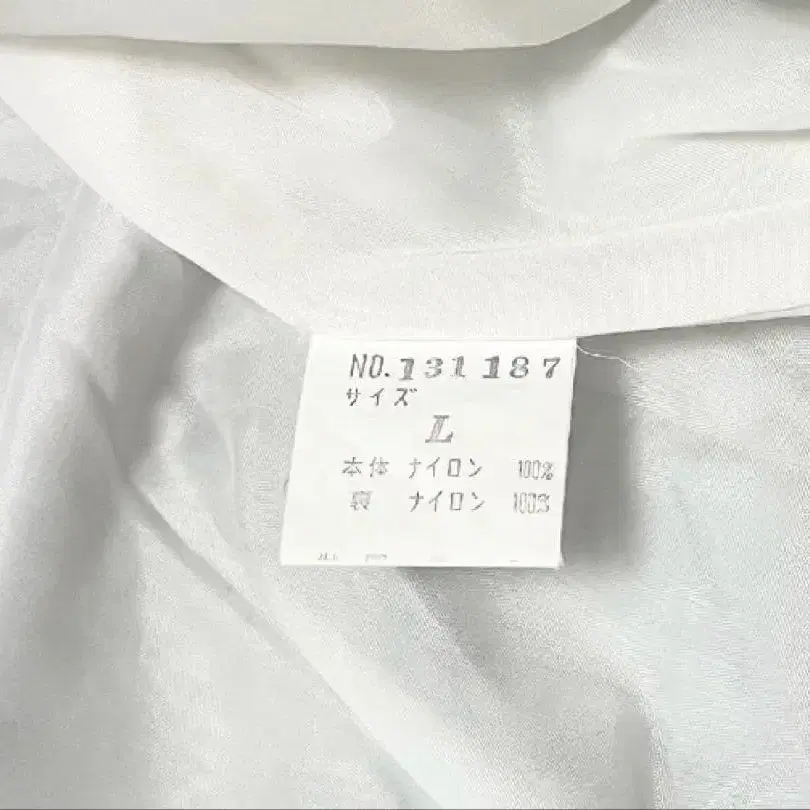 NO.131187
サイズ
L
本体 ナイロン 100%
裏 ナイロン 100%